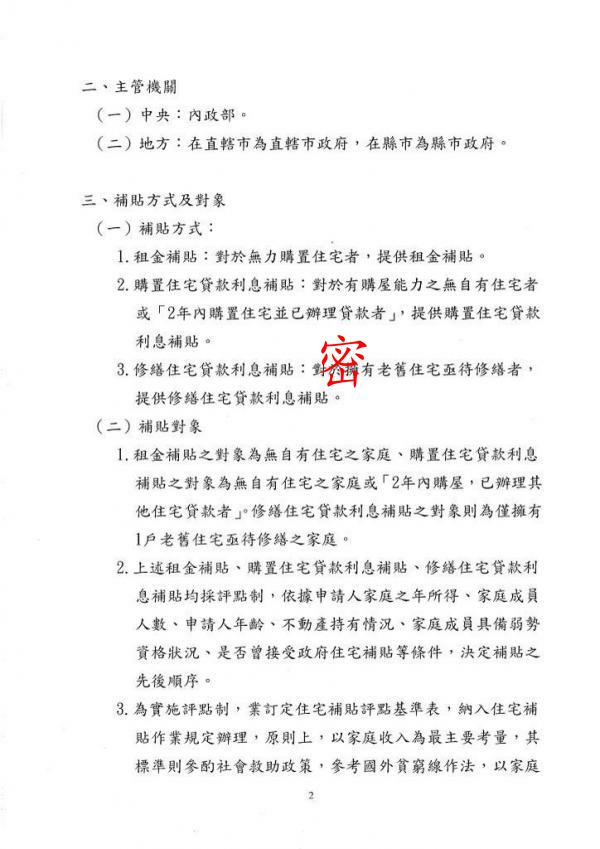 二、主管機關
（一）中央：內政部。
（二）地方：在直轄市為直轄市政府，在縣市為縣市政府。
三、補貼方式及對象
（一）補貼方式：
1. 租金補貼：對於無力購置住宅者，提供租金補貼。
2. 購置住宅貸款利息補貼：對於有購屋能力之無自有住宅者
或「2年內購置住宅並已辦理貸款者」，提供購置住宅貸款
利息補貼。
密
3. 修繕住宅貸款利息補貼：對於擁有老舊住宅亟待修繕者，
提供修繕住宅貸款利息補貼。
（二）補貼對象
1. 租金補貼之對象為無自有住宅之家庭、購置住宅貸款利息
補貼之對象為無自有住宅之家庭或「2年內購屋，已辦理其
他住宅貸款者」。修繕住宅貸款利息補貼之對象則為僅擁有
1戶老舊住宅亟待修繕之家庭。
2. 上述租金補貼、購置住宅貸款利息補貼、修繕住宅貸款利
息補貼均採評點制，依據申請人家庭之年所得、家庭成員
人數、申請人年齡、不動產持有情況、家庭成員具備弱勢
資格狀況、是否曾接受政府住宅補貼等條件，決定補貼之
先後順序。
3. 為實施評點制，業訂定住宅補貼評點基準表，納入住宅補
貼作業規定辦理，原則上，以家庭收入為最主要考量，其
標準則參酌社會救助政策，參考國外貧窮線作法，以家庭
2